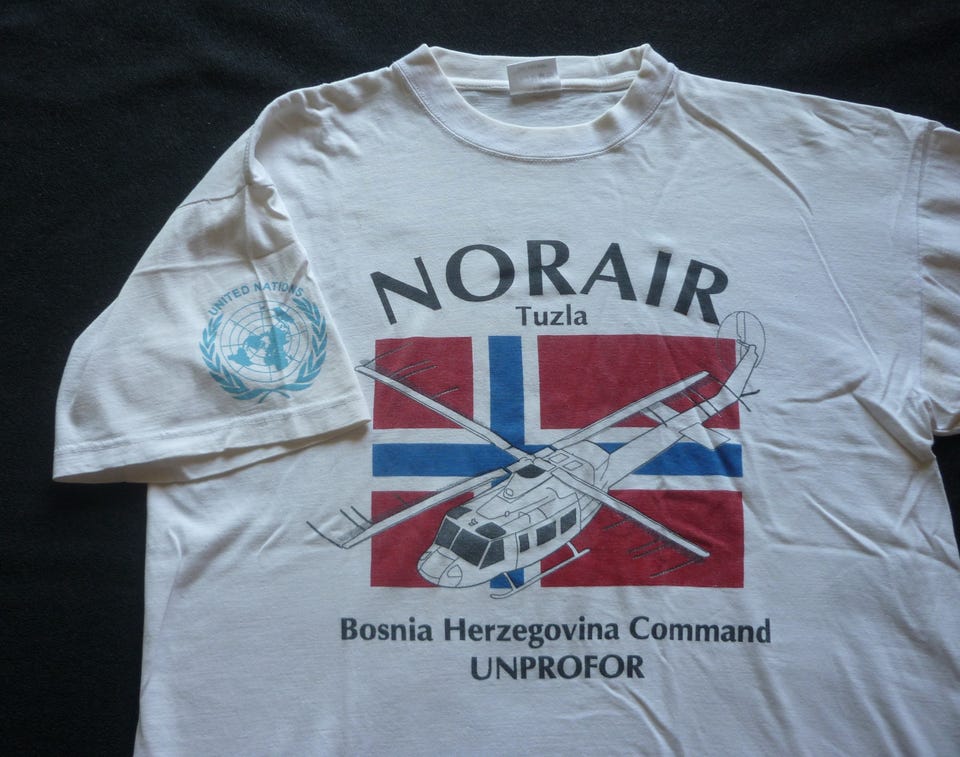 NORAIR
Tuzla
UNITED NATIONS
Bosnia Herzegovina Command
UNPROFOR